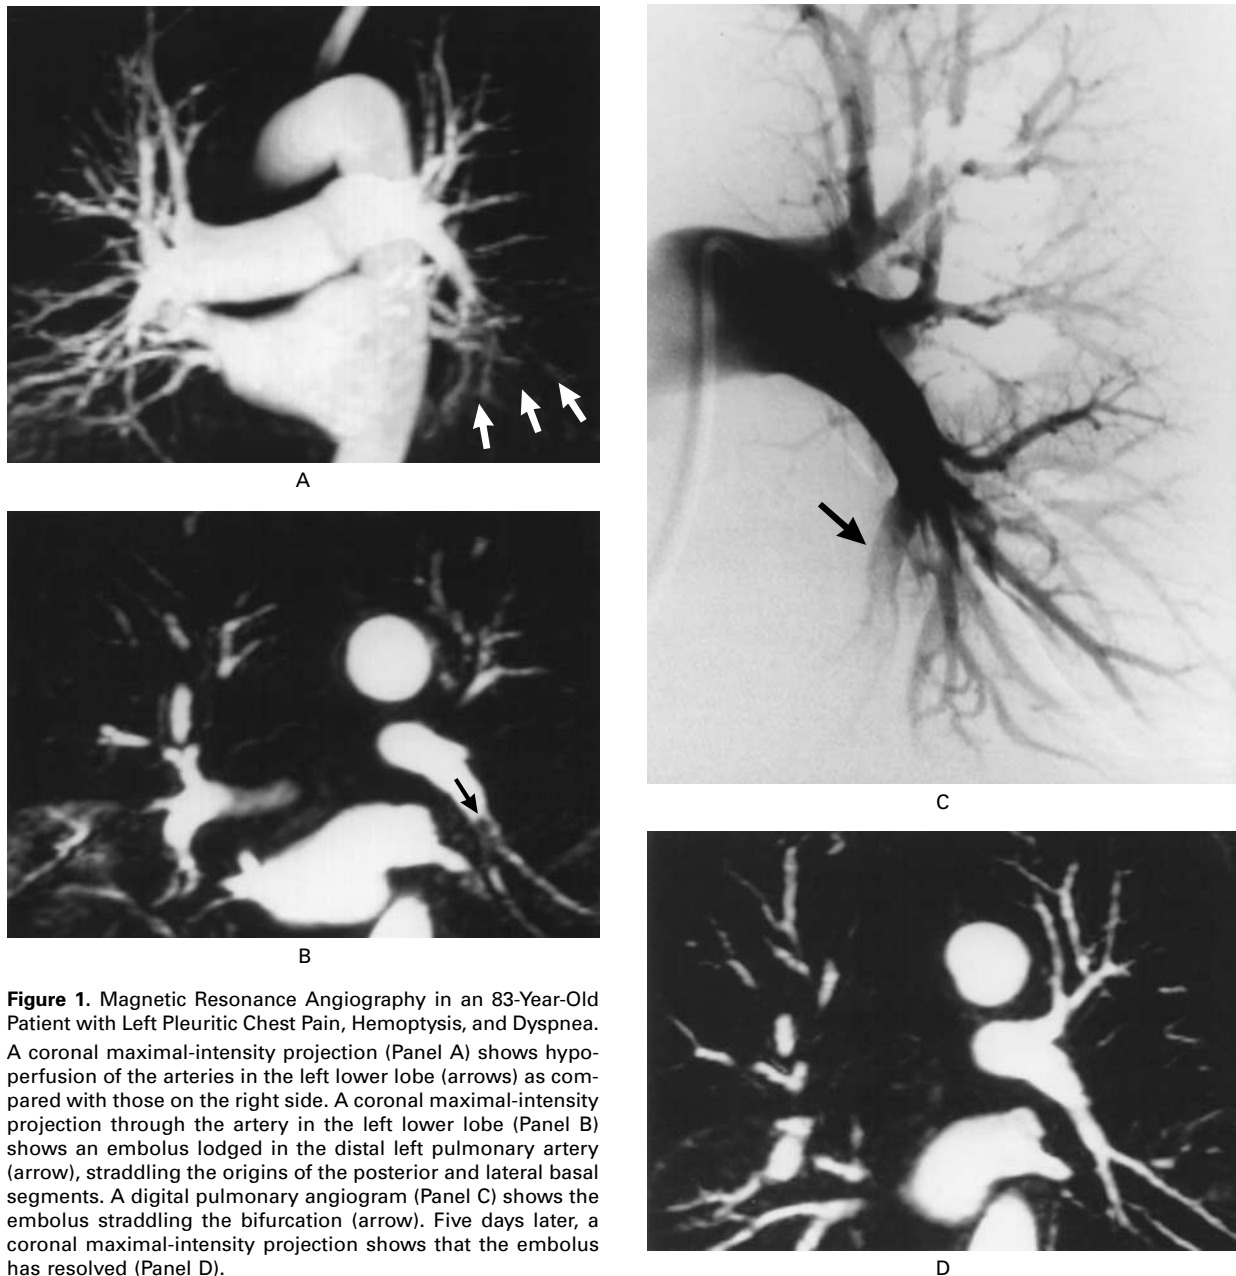 A
B
C
D
Figure 1. Magnetic Resonance Angiography in an 83-Year-Old
Patient with Left Pleuritic Chest Pain, Hemoptysis, and Dyspnea.
A coronal maximal-intensity projection (Panel A) shows hypo-
perfusion of the arteries in the left lower lobe (arrows) as com-
pared with those on the right side. A coronal maximal-intensity
projection through the artery in the left lower lobe (Panel B)
shows an embolus lodged in the distal left pulmonary artery
(arrow), straddling the origins of the posterior and lateral basal
segments. A digital pulmonary angiogram (Panel C) shows the
embolus straddling the bifurcation (arrow). Five days later, a
coronal maximal-intensity projection shows that the embolus
has resolved (Panel D).